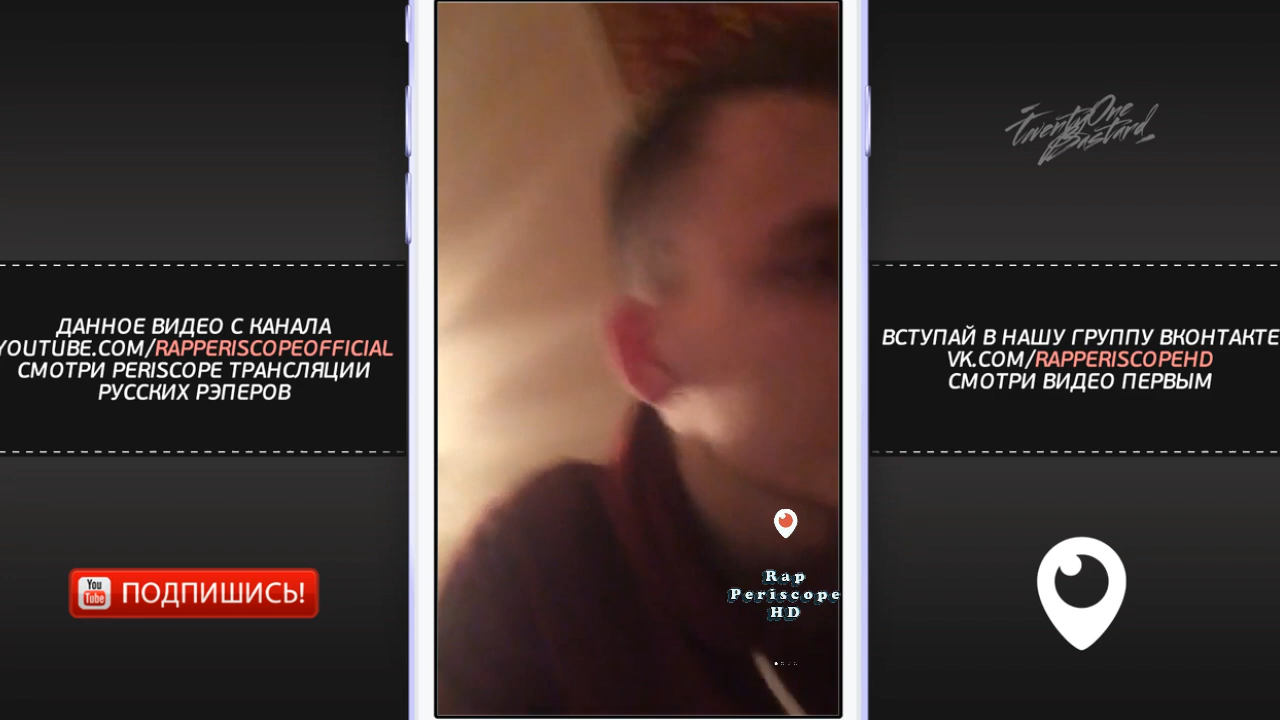 TwentyOne
Bastard
ДАННОЕ ВИДЕО С КАНАЛА
YOUTUBE.COM/RAPPERISCOPEOFFICIAL
СМОТРИ PERISCOPE ТРАНСЛЯЦИИ
РУССКИХ РЭПЕРОВ
ВСТУПАЙ В НАШУ ГРУППУ ВКОНТАКТЕ
VK.COM/RAPPERISCOPEHD
СМОТРИ ВИДЕО ПЕРВЫМ
Rap
Periscope
HD
You
Tube
ПОДПИШИСЬ!